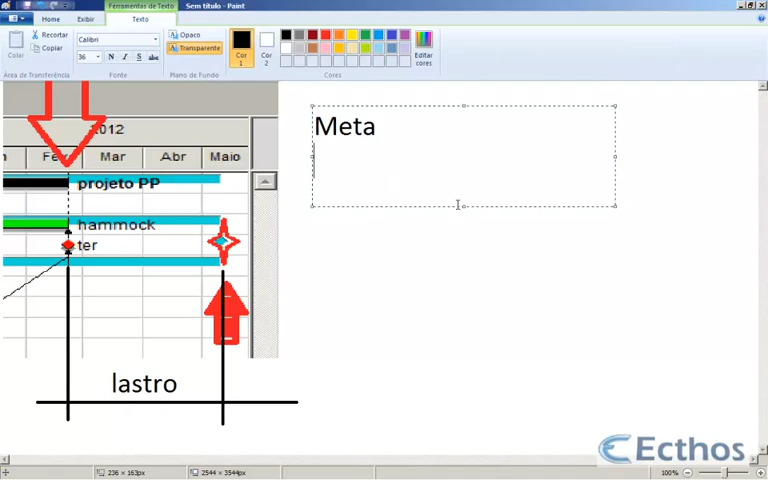 Ferramentas de Texto
Sem título - Paint
Home
Exibir
Texto
Colar
Recortar
Copiar
Área de Transferência
Calibri
36
N
I
S
abc
Fonte
Opaco
Transparente
Plano de Fundo
Cor
1
Cor
2
Editar
cores
Cores
2012
Mar
Abr
Maio
projeto PP
hammock
ter
lastro
Meta
Ecthos
236 × 163px
2544 × 3544px
100%